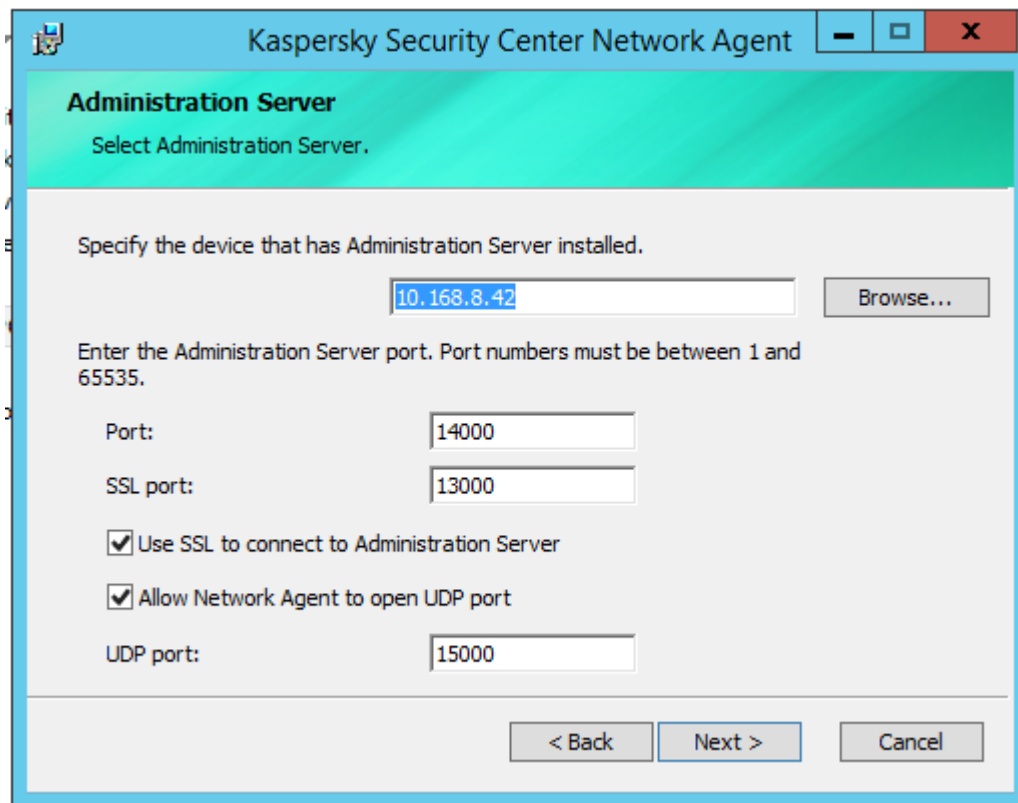 Kaspersky Security Center Network Agent
Administration Server
Select Administration Server.
Specify the device that has Administration Server installed.
10.168.8.42
Browse...
Enter the Administration Server port. Port numbers must be between 1 and
65535.
Port:
14000
SSL port:
13000
Use SSL to connect to Administration Server
Allow Network Agent to open UDP port
UDP port:
15000
< Back
Next >
Cancel